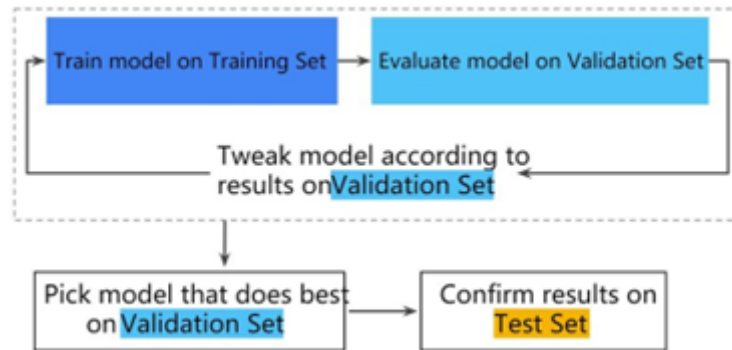 Train model on Training Set
Evaluate model on Validation Set
Tweak model according to
results onValidation Set
Pick model that does best
on Validation Set
Confirm results on
Test Set